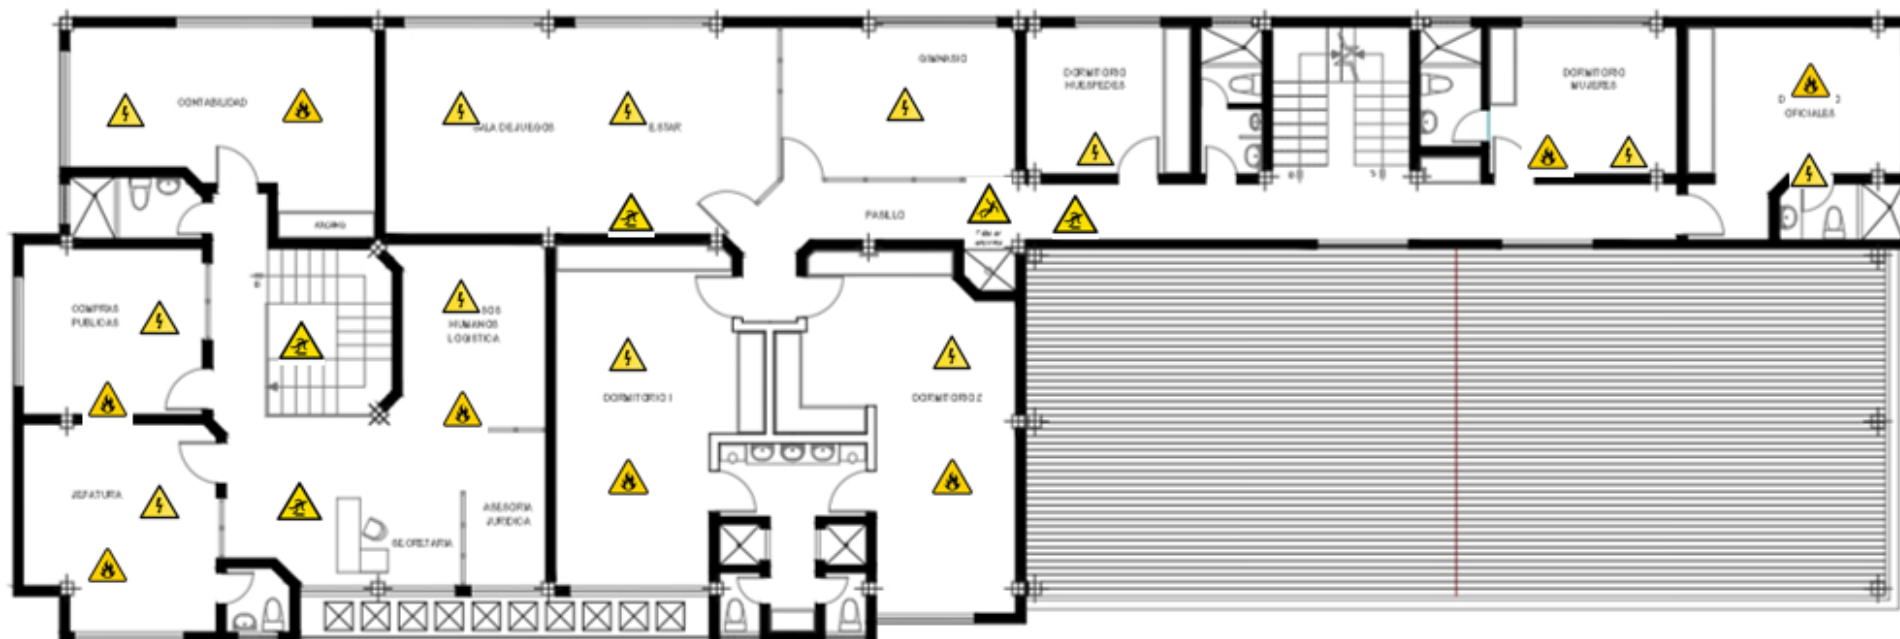 CONTABILIDAD
SALA DE JUEGOS
ESTAR
GIMNASIO
DORMITORIO
HUESPEDES
DORMITORIO
MUJERES
OFICIALES
PASILLO
ARCHIVO
COMPRAS
PUBLICAS
HUMANOS
LOGISTICA
DORMITORIO 1
DORMITORIO 2
JEFATURA
ASESORIA
JURIDICA
SECRETARIA